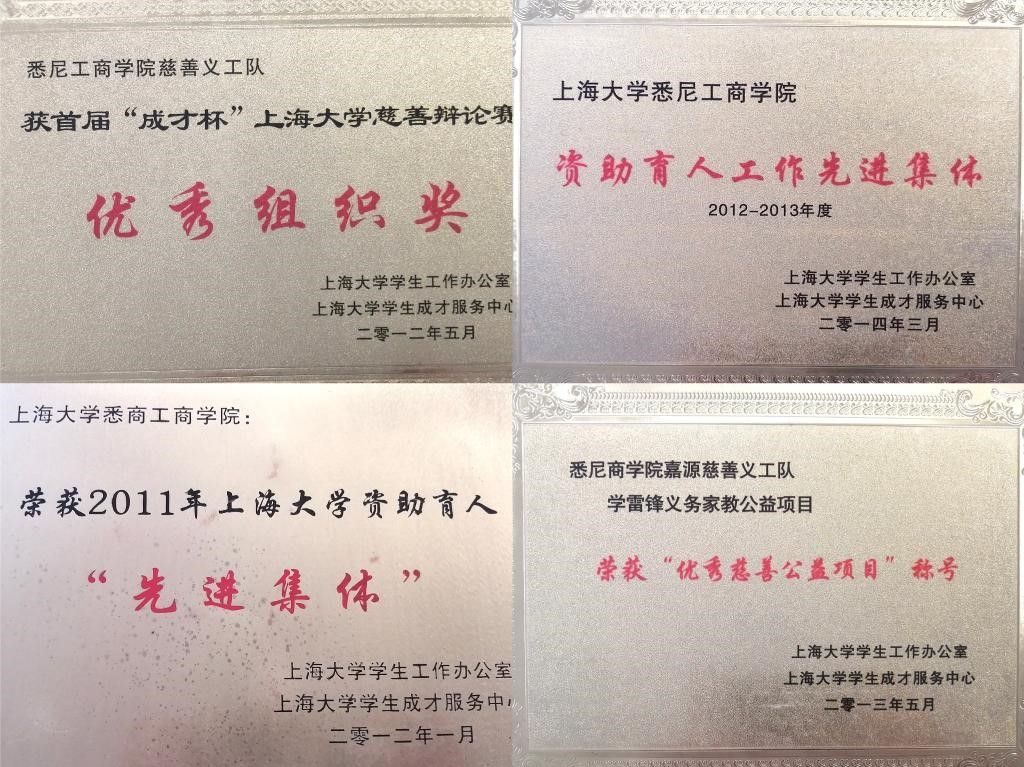 悉尼工商学院慈善义工队
获首届“成才杯”上海大学慈善辩论赛
优秀组织奖
上海大学学生工作办公室
上海大学学生成才服务中心
二零一二年五月
上海大学悉尼工商学院
资助育人工作先进集体
2012-2013年度
上海大学学生工作办公室
上海大学学生成才服务中心
二零一四年三月
上海大学悉商工商学院：
荣获2011年上海大学资助育人
“先进集体”
上海大学学生工作办公室
上海大学学生成才服务中
二零一二年一月
悉尼商学院嘉源慈善义工队
学雷锋义务家教公益项目
荣获“优秀慈善公益项目”称号
上海大学学生工作办公室
上海大学学生成才服务中心
二零一三年五月